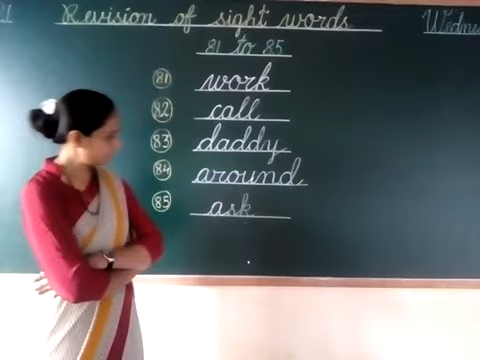 Revision of sight words
81 to 85
81 work
82 call
83 daddy
84 around
85 ask